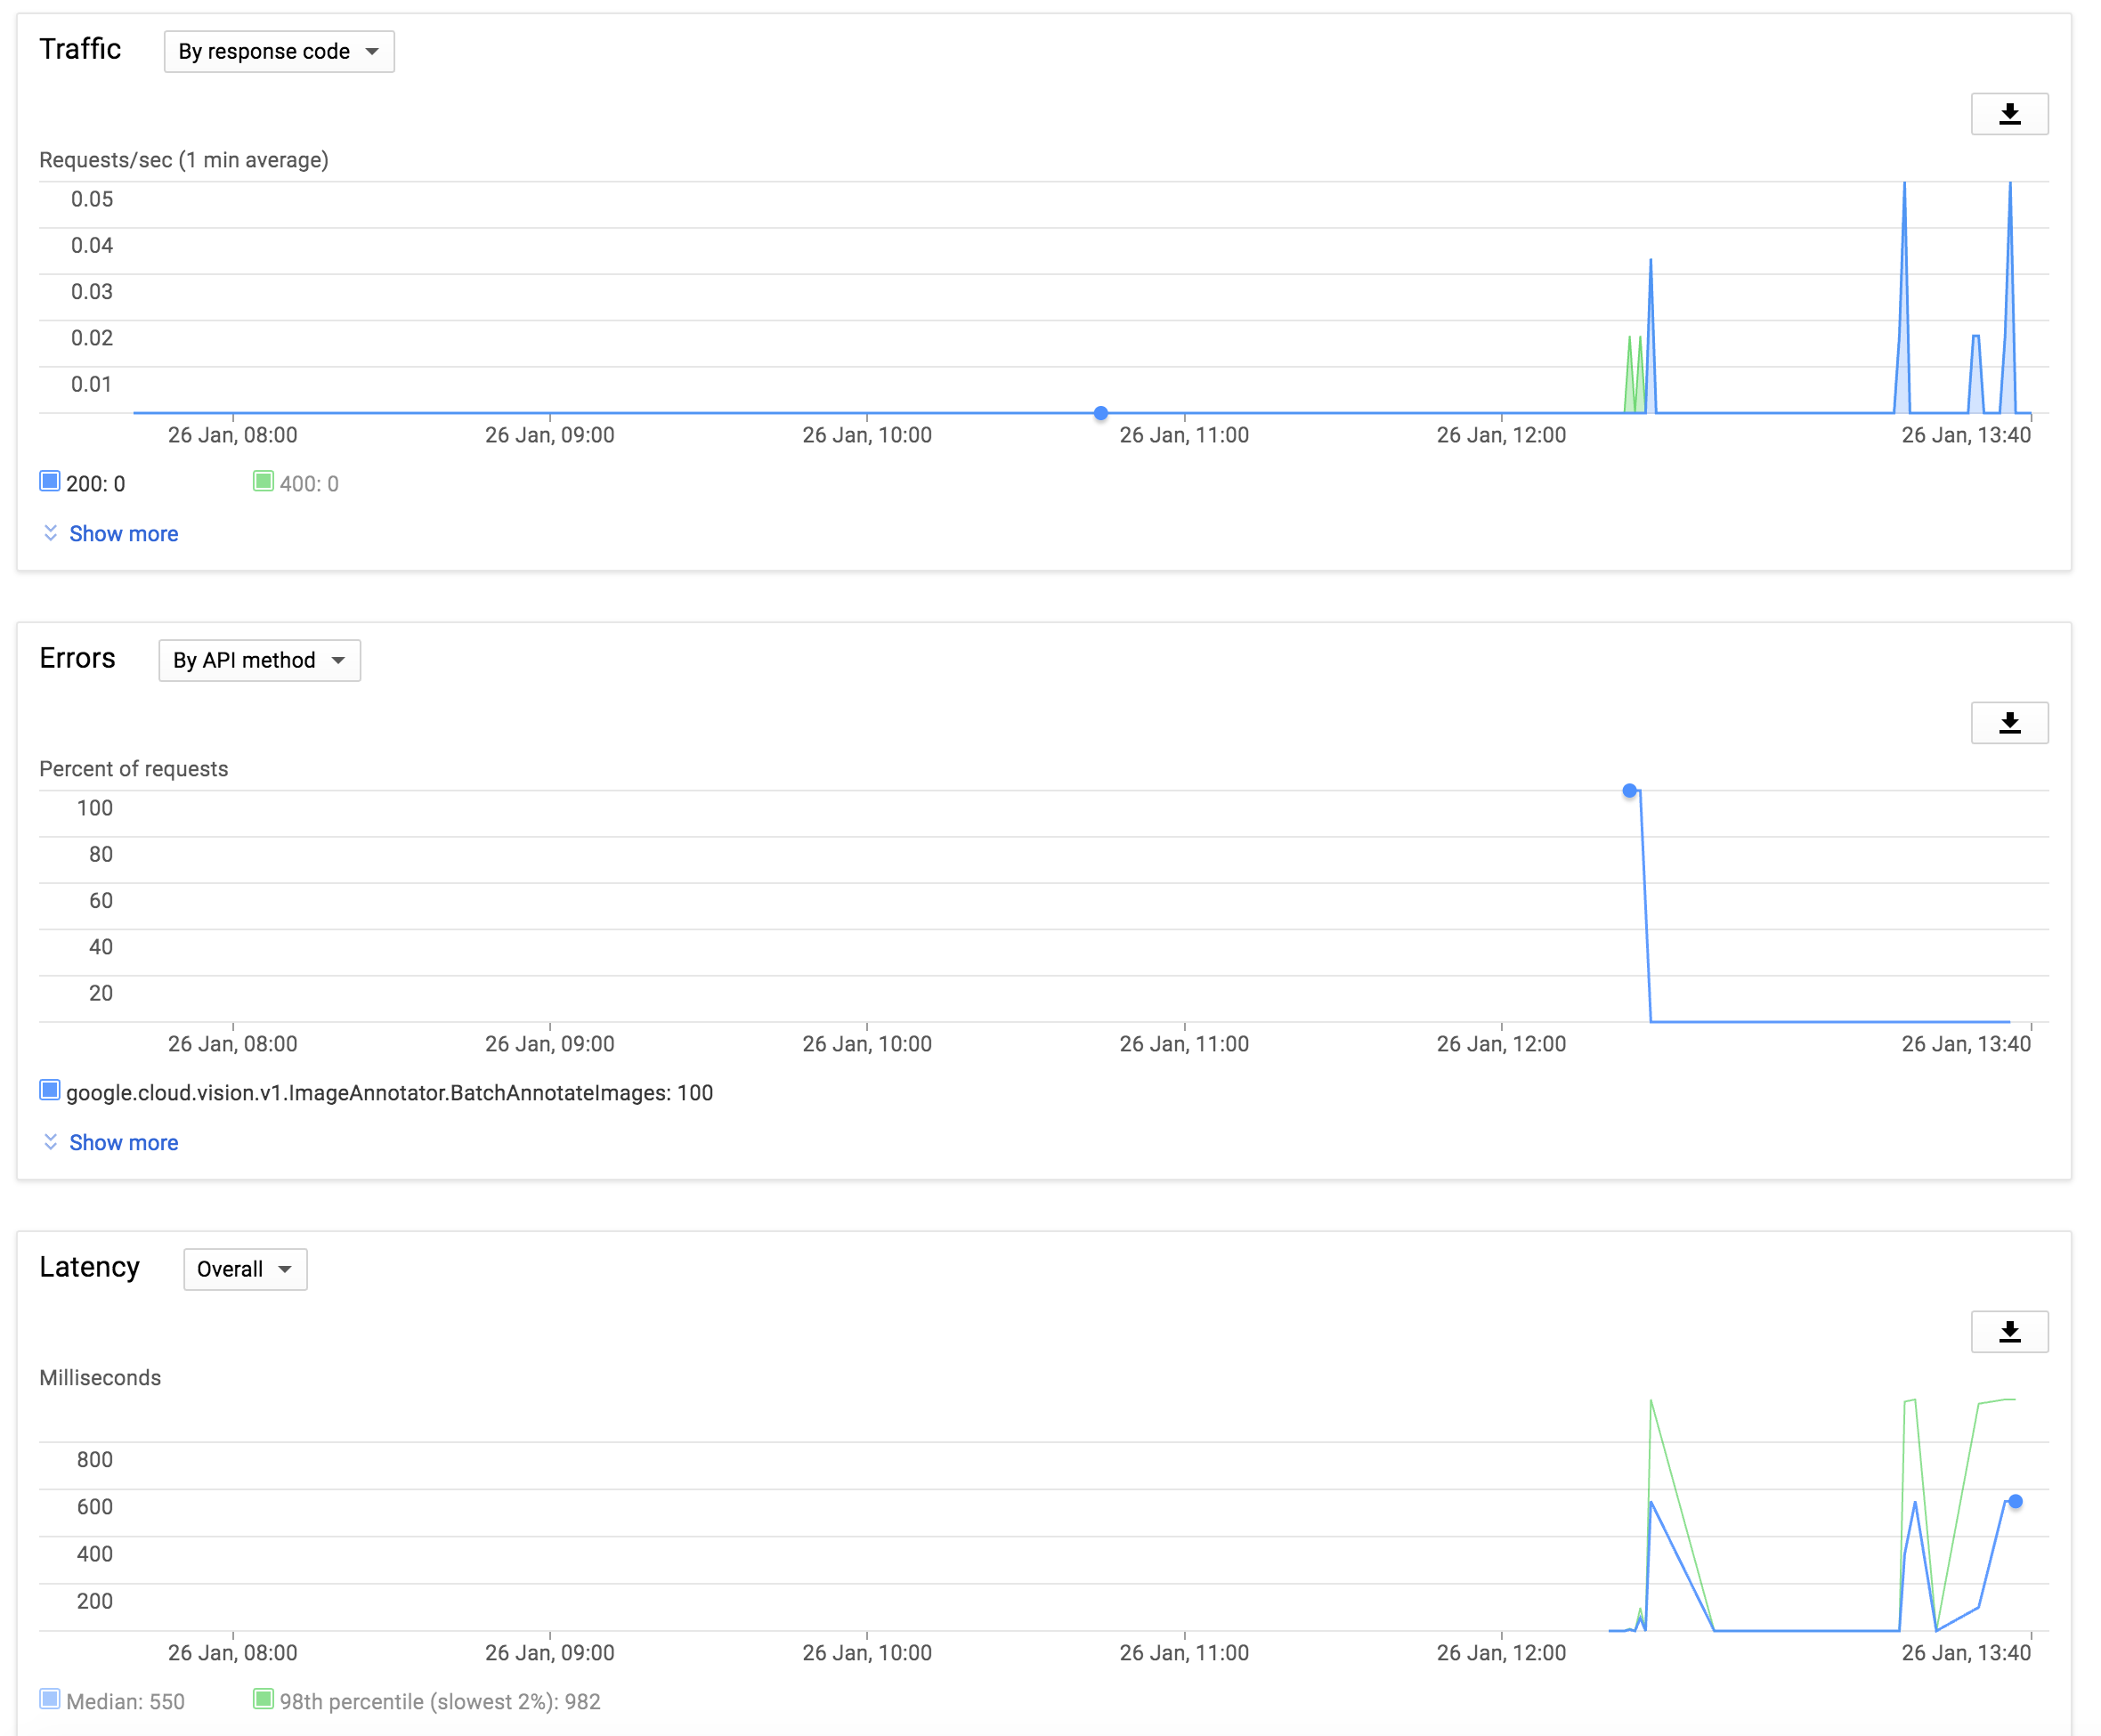 Traffic By response code
Requests/sec (1 min average)
0.05
0.04
0.03
0.02
0.01
26 Jan, 08:00 26 Jan, 09:00 26 Jan, 10:00 26 Jan, 11:00 26 Jan, 12:00 26 Jan, 13:40
200: 0 400: 0
Show more
Errors By API method
Percent of requests
100
80
60
40
20
26 Jan, 08:00 26 Jan, 09:00 26 Jan, 10:00 26 Jan, 11:00 26 Jan, 12:00 26 Jan, 13:40
google.cloud.vision.v1.ImageAnnotator.BatchAnnotateImages: 100
Show more
Latency Overall
Milliseconds
800
600
400
200
26 Jan, 08:00 26 Jan, 09:00 26 Jan, 10:00 26 Jan, 11:00 26 Jan, 12:00 26 Jan, 13:40
Median: 550 98th percentile (slowest 2%): 982